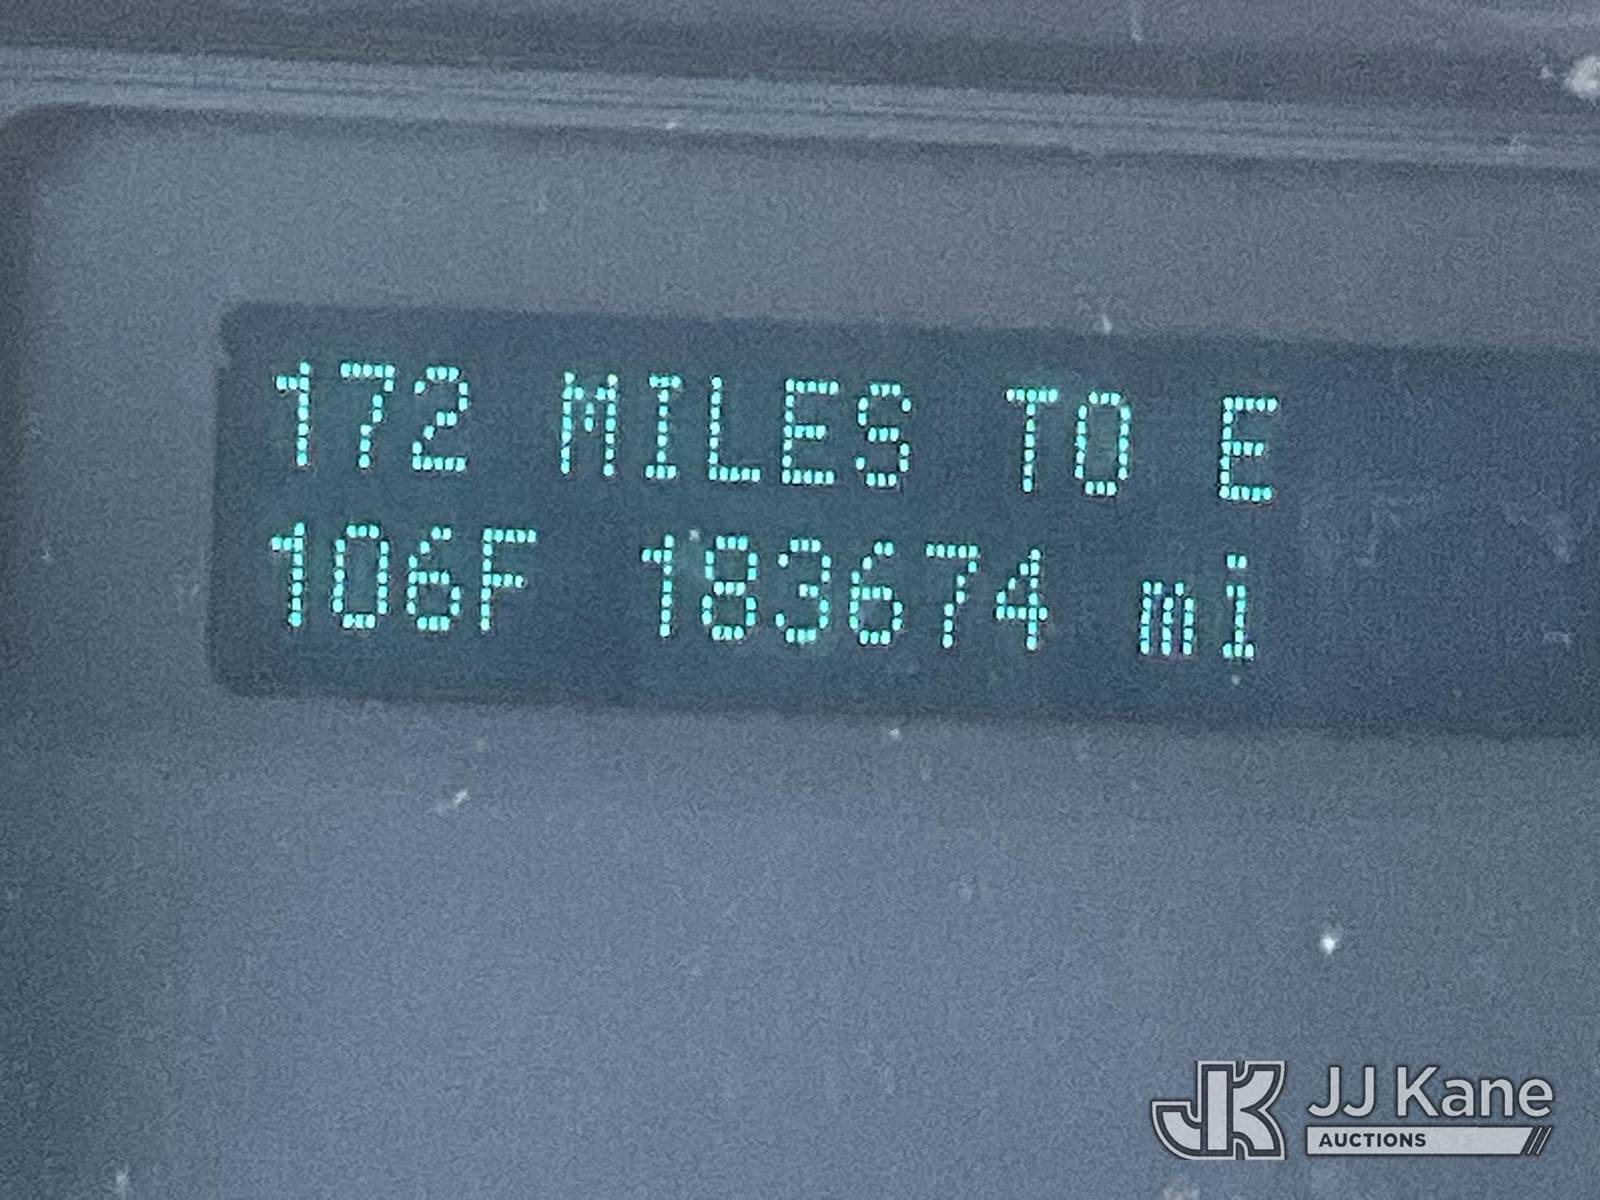 172 MILES TO E
106F 183674 mi
JK JJ Kane
AUCTIONS